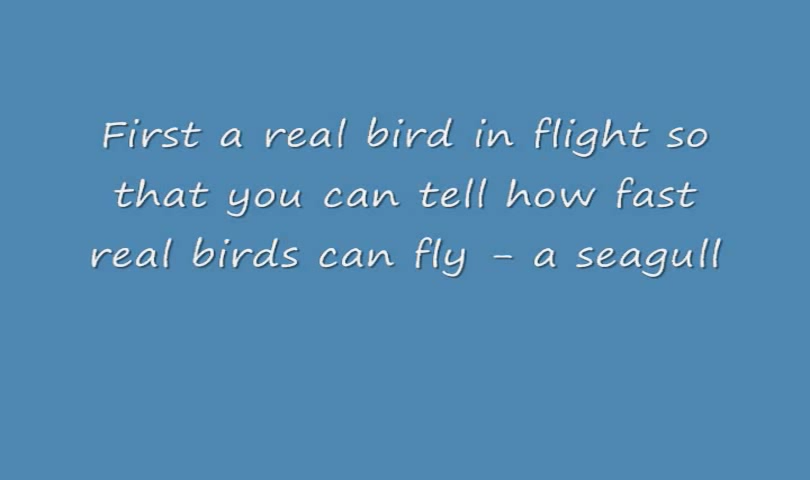 First a real bird in flight so
that you can tell how fast
real birds can fly – a seagull